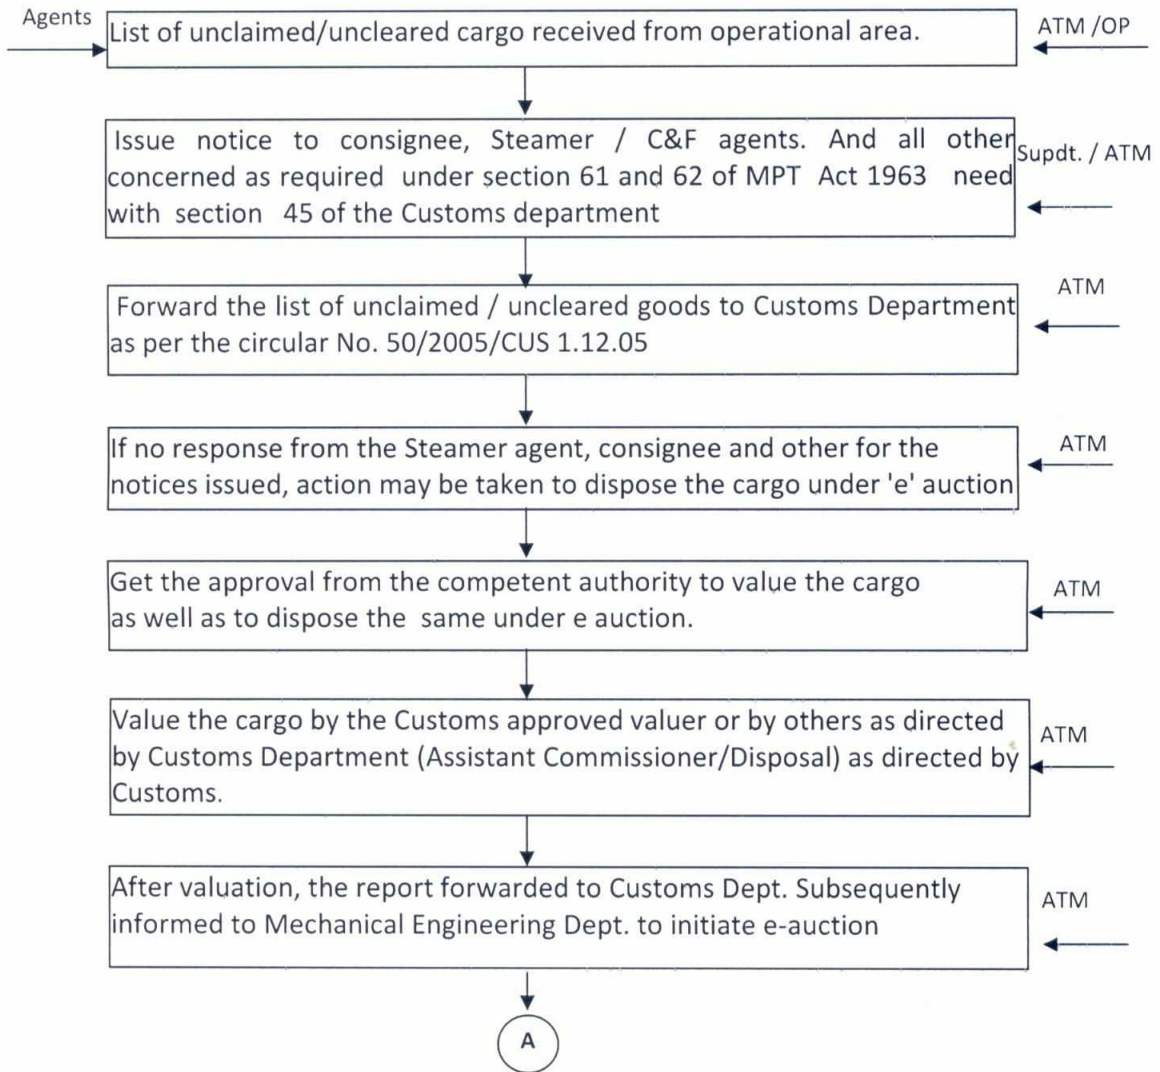 Agents
List of unclaimed/uncleared cargo received from operational area.
ATM /OP
Issue notice to consignee, Steamer / C&F agents. And all other
concerned as required under section 61 and 62 of MPT Act 1963 need
with section 45 of the Customs department
Supdt. / ATM
Forward the list of unclaimed / uncleared goods to Customs Department
as per the circular No. 50/2005/CUS 1.12.05
ATM
If no response from the Steamer agent, consignee and other for the
notices issued, action may be taken to dispose the cargo under 'e' auction
ATM
Get the approval from the competent authority to value the cargo
as well as to dispose the same under e auction.
ATM
Value the cargo by the Customs approved valuer or by others as directed
by Customs Department (Assistant Commissioner/Disposal) as directed by
Customs.
ATM
After valuation, the report forwarded to Customs Dept. Subsequently
informed to Mechanical Engineering Dept. to initiate e-auction
ATM
A